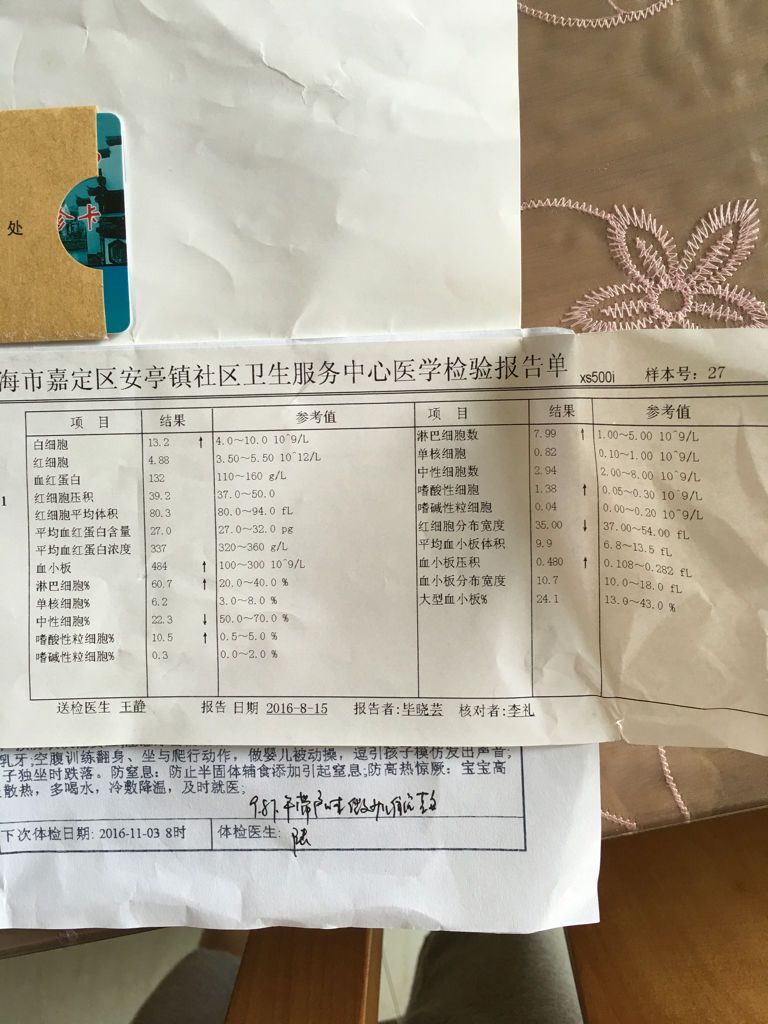 处
诊卡
海市嘉定区安亭镇社区卫生服务中心医学检验报告单 xs500i 样本号: 27
项 目 结果 参考值 项 目 结果 参考值
1
白细胞 13.2 ↑ 4.0~10.0 10^9/L 淋巴细胞数 7.99 ↑ 1.00~5.00 10^9/L
红细胞 4.88 3.50~5.50 10^12/L 单核细胞 0.82 0.10~1.00 10^9/L
血红蛋白 132 110~160 g/L 中性细胞数 2.94 2.00~8.00 10^9/L
红细胞压积 39.2 37.0~50.0 嗜酸性细胞 1.38 ↑ 0.05~0.30 10^9/L
红细胞平均体积 80.3 80.0~94.0 fL 嗜碱性粒细胞 0.04 0.00~0.20 10^9/L
平均血红蛋白含量 27.0 27.0~32.0 pg 红细胞分布宽度 35.00 ↓ 37.00~54.00 fL
平均血红蛋白浓度 337 320~360 g/L 平均血小板体积 9.9 6.8~13.5 fL
血小板 484 ↑ 100~300 10^9/L 血小板压积 0.480 ↑ 0.108~0.282 fL
淋巴细胞% 60.7 ↑ 20.0~40.0 % 血小板分布宽度 10.7 10.0~18.0 fL
单核细胞% 6.2 3.0~8.0 % 大型血小板% 24.1 13.0~43.0 %
中性细胞% 22.3 ↓ 50.0~70.0 %
嗜酸性粒细胞% 10.5 ↑ 0.5~5.0 %
嗜碱性粒细胞% 0.3 0.0~2.0 %
送检医生 王静 报告 日期 2016-8-15 报告者:毕晓芸 核对者:李礼
乳牙;空腹训练翻身、坐与爬行动作，做婴儿被动操，逗引孩子模仿发出声音;
子独坐时跌落。防窒息: 防止半固体辅食添加引起窒息;防高热惊厥: 宝宝高
散热，多喝水，冷敷降温，及时就医;
下次体检日期: 2016-11-03 8时 体检医生: